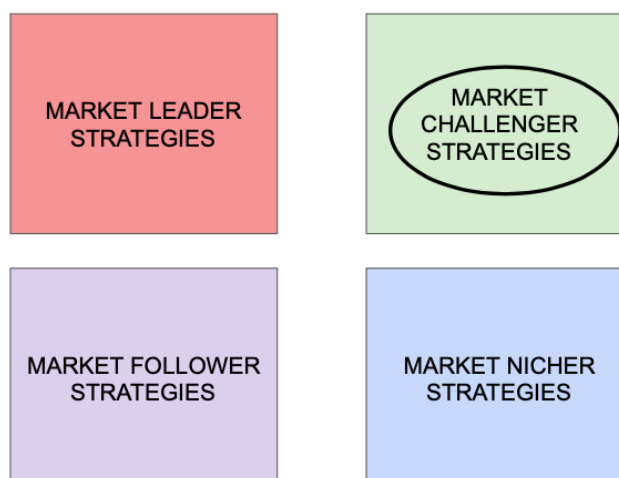 MARKET LEADER
STRATEGIES
MARKET
CHALLENGER
STRATEGIES
MARKET FOLLOWER
STRATEGIES
MARKET NICHER
STRATEGIES